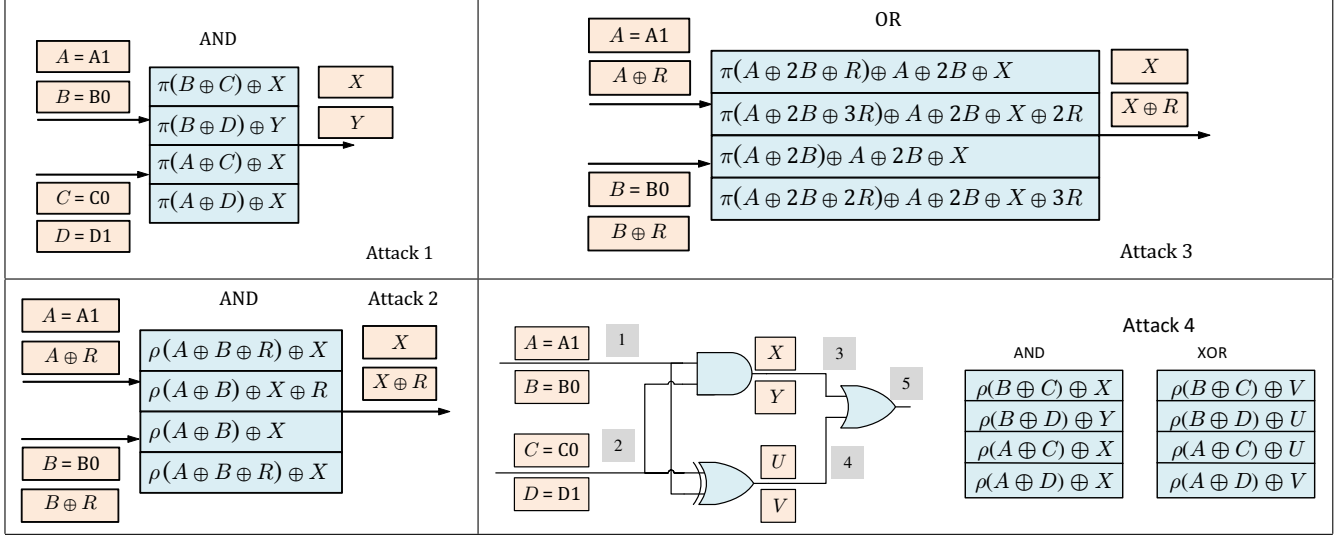 AND
A = A1
B = B0
π(B ⊕ C) ⊕ X
π(B ⊕ D) ⊕ Y
π(A ⊕ C) ⊕ X
π(A ⊕ D) ⊕ X
X
Y
C = C0
D = D1
Attack 1
OR
A = A1
A ⊕ R
π(A ⊕ 2B ⊕ R)⊕ A ⊕ 2B ⊕ X
π(A ⊕ 2B ⊕ 3R)⊕ A ⊕ 2B ⊕ X ⊕ 2R
π(A ⊕ 2B)⊕ A ⊕ 2B ⊕ X
π(A ⊕ 2B ⊕ 2R)⊕ A ⊕ 2B ⊕ X ⊕ 3R
X
X ⊕ R
B = B0
B ⊕ R
Attack 3
AND
Attack 2
A = A1
A ⊕ R
ρ(A ⊕ B ⊕ R) ⊕ X
ρ(A ⊕ B) ⊕ X ⊕ R
ρ(A ⊕ B) ⊕ X
ρ(A ⊕ B ⊕ R) ⊕ X
X
X ⊕ R
B = B0
B ⊕ R
A = A1
1
B = B0
C = C0
2
D = D1
X
3
Y
5
U
4
V
Attack 4
AND
ρ(B ⊕ C) ⊕ X
ρ(B ⊕ D) ⊕ Y
ρ(A ⊕ C) ⊕ X
ρ(A ⊕ D) ⊕ X
XOR
ρ(B ⊕ C) ⊕ V
ρ(B ⊕ D) ⊕ U
ρ(A ⊕ C) ⊕ U
ρ(A ⊕ D) ⊕ V